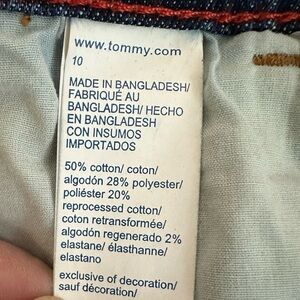 www.tommy.com
10
MADE IN BANGLADESH/
FABRIQUÉ AU
BANGLADESH/ HECHO
EN BANGLADESH
CON INSUMOS
IMPORTADOS
50% cotton/ coton/
algodón 28% polyester/
poliéster 20%
reprocessed cotton/
coton retransformée/
algodón regenerado 2%
elastane/ élasthanne/
elastano
exclusive of decoration/
sauf décoration/